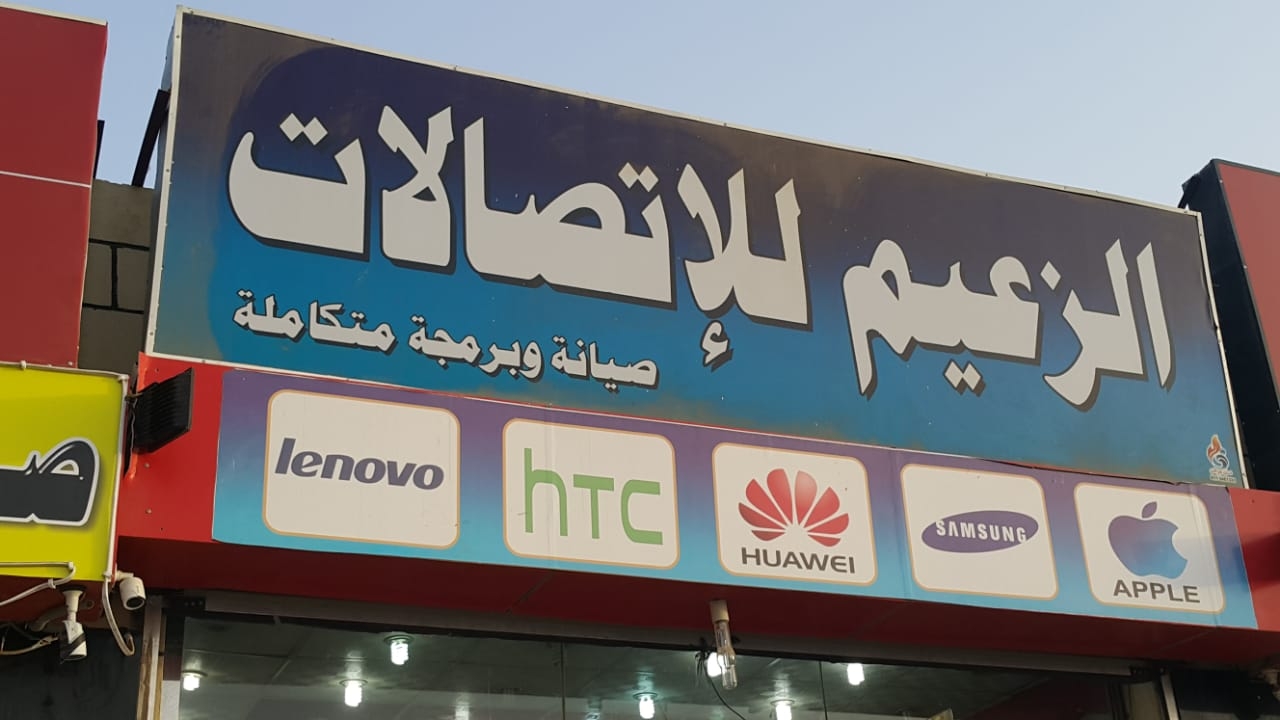 الزعيم للإتصالات
صيانة وبرمجة متكاملة
lenovo
hTC
HUAWEI
SAMSUNG
APPLE